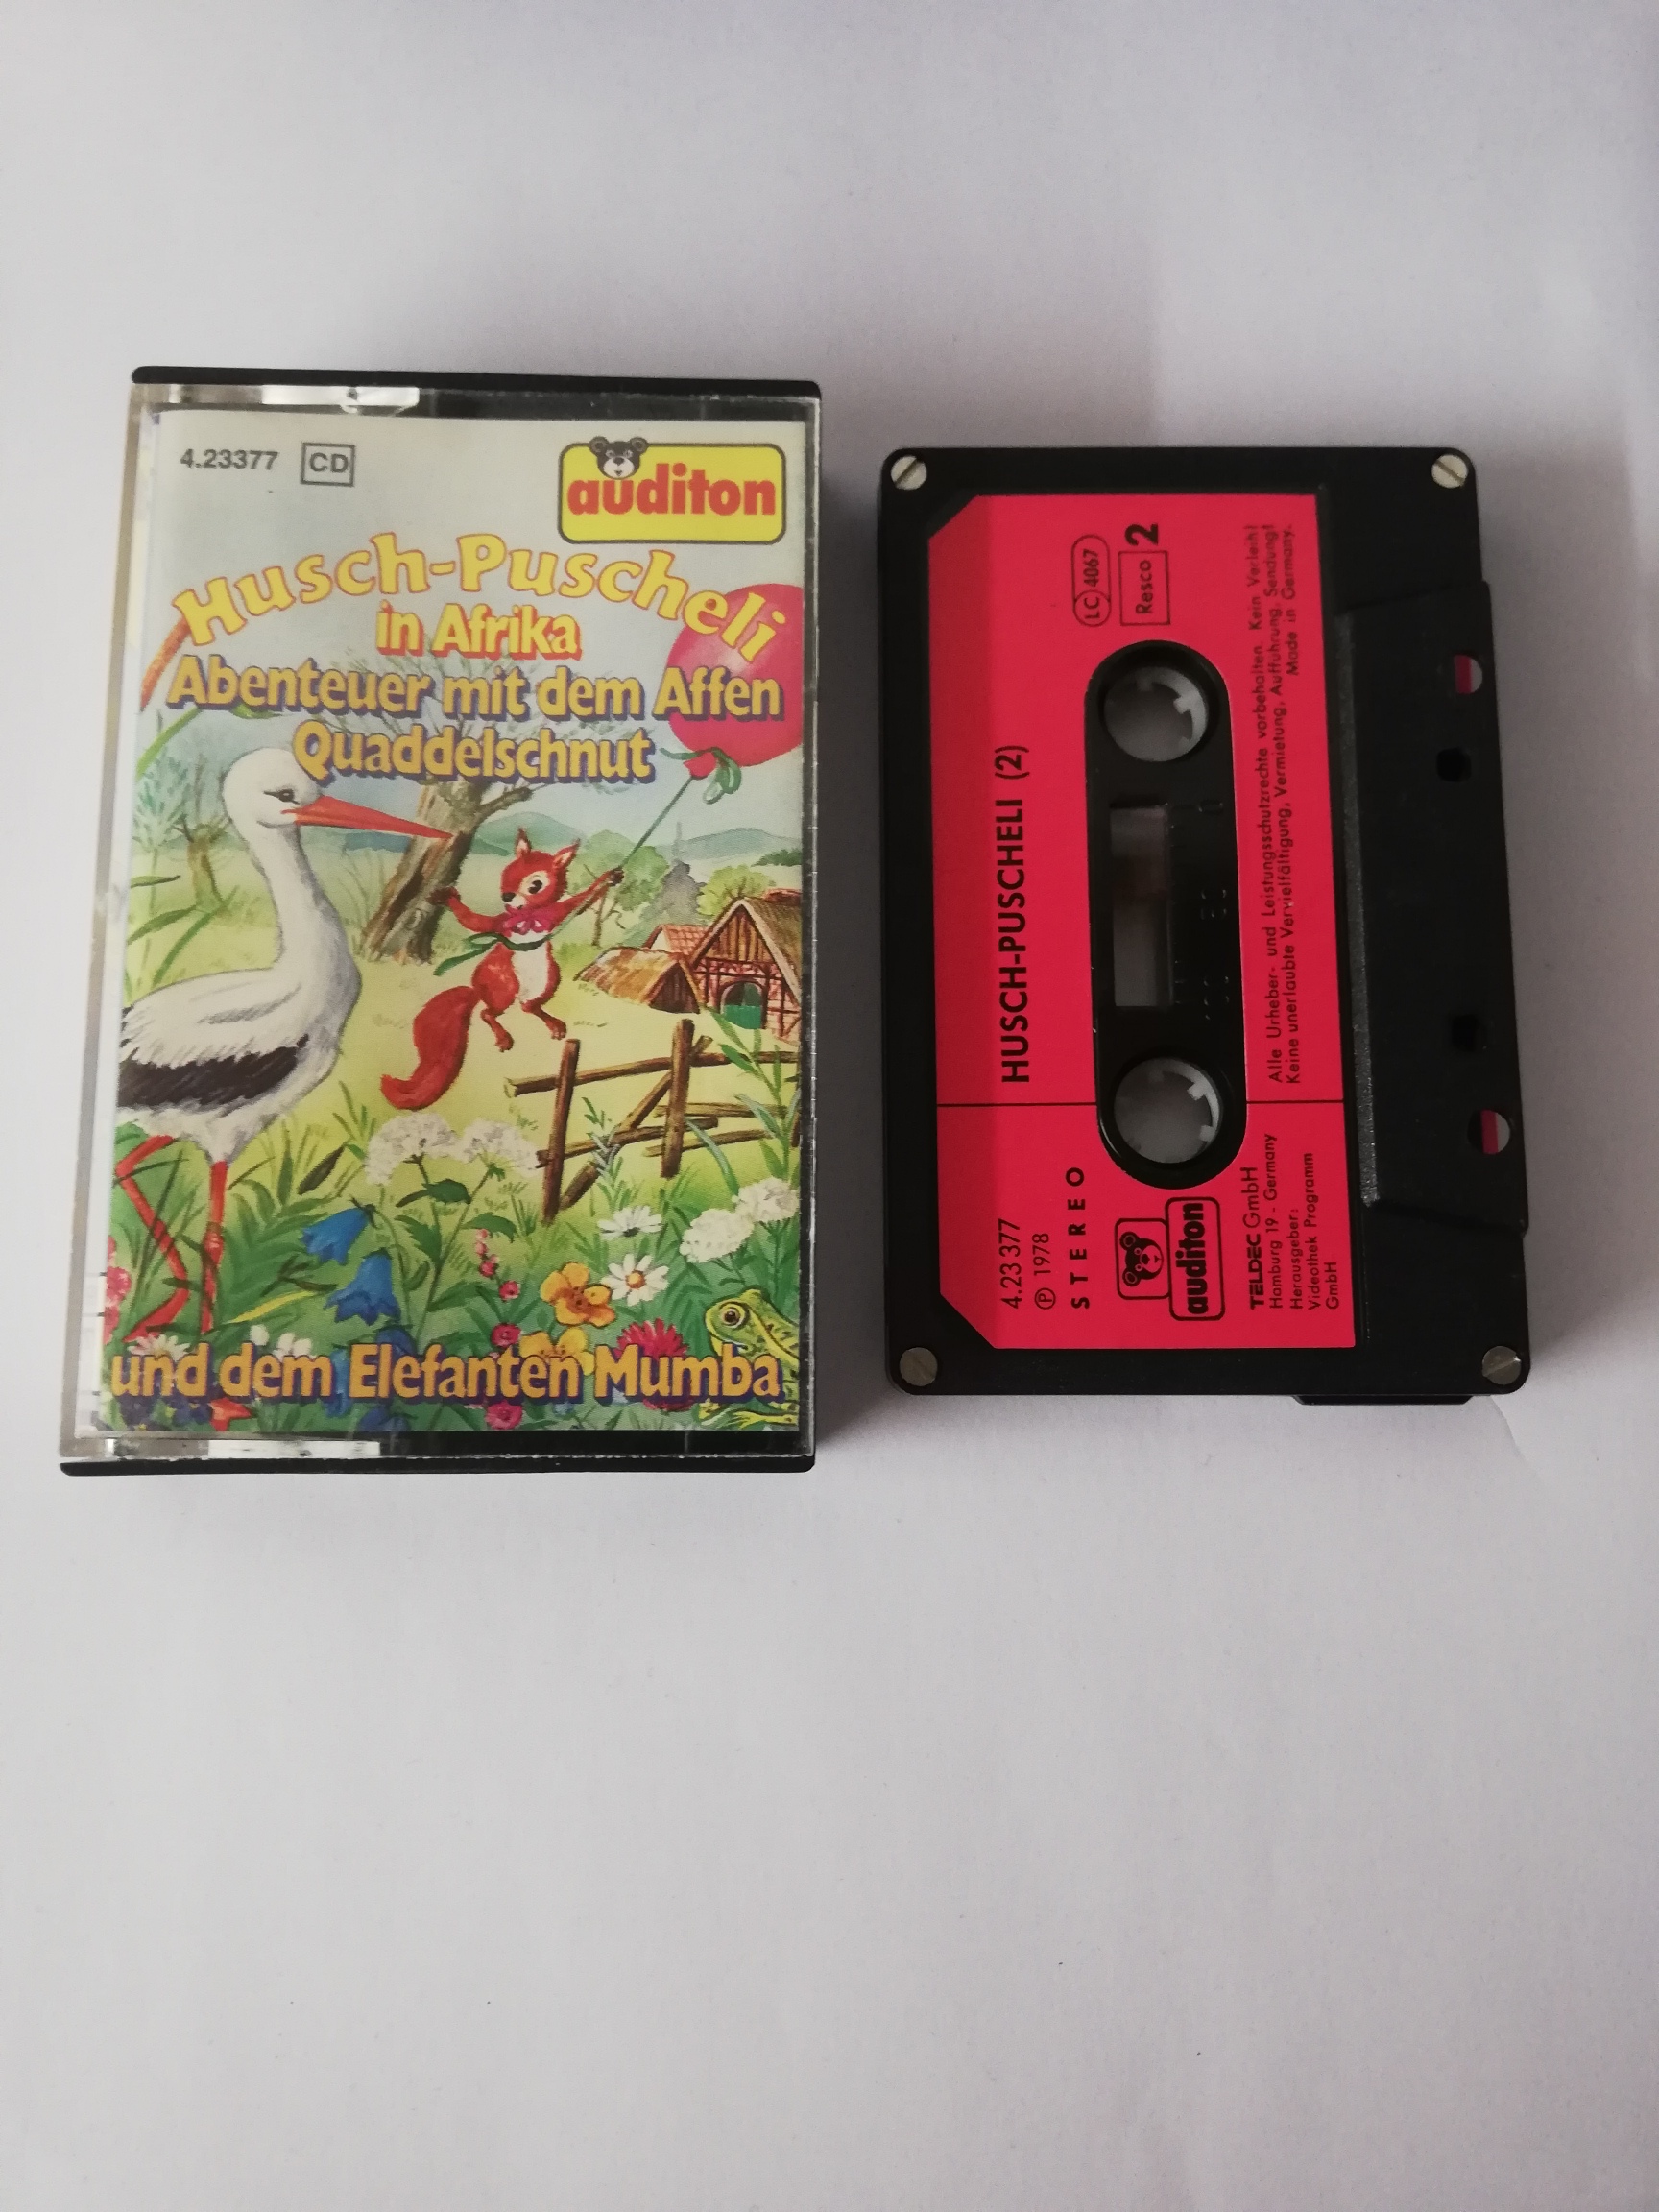 4.23377 CD
auditon
Husch-Puscheli
in Afrika
Abenteuer mit dem Affen
Quaddelschnut
und dem Elefanten Mumba
HUSCH-PUSCHELI (2)
LC 4067
Resco 2
Alle Urheber- und Leistungsschutzrechte vorbehalten. Kein Verleih!
Keine unerlaubte Vervielfältigung, Vermietung, Aufführung, Sendung!
Made in Germany.
4.23 377
Ⓟ 1978
STEREO
auditon
TELDEC GmbH
Hamburg 19 - Germany
Herausgeber:
Videothek Programm
GmbH